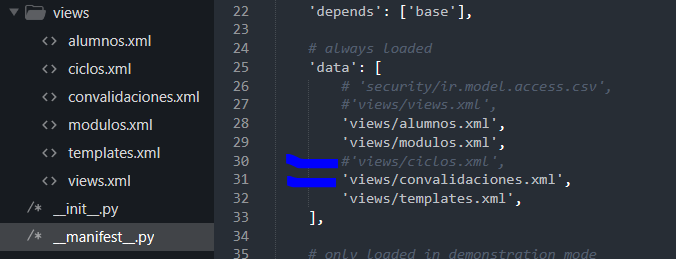 views
<> alumnos.xml
<> ciclos.xml
<> convalidaciones.xml
<> modulos.xml
<> templates.xml
<> views.xml
/* __init__.py
/* __manifest__.py
22 'depends': ['base'],
23
24 # always loaded
25 'data': [
26 # 'security/ir.model.access.csv',
27 #'views/views.xml',
28 'views/alumnos.xml',
29 'views/modulos.xml',
30 #'views/ciclos.xml',
31 'views/convalidaciones.xml',
32 'views/templates.xml',
33 ],
34
35 # only loaded in demonstration mode